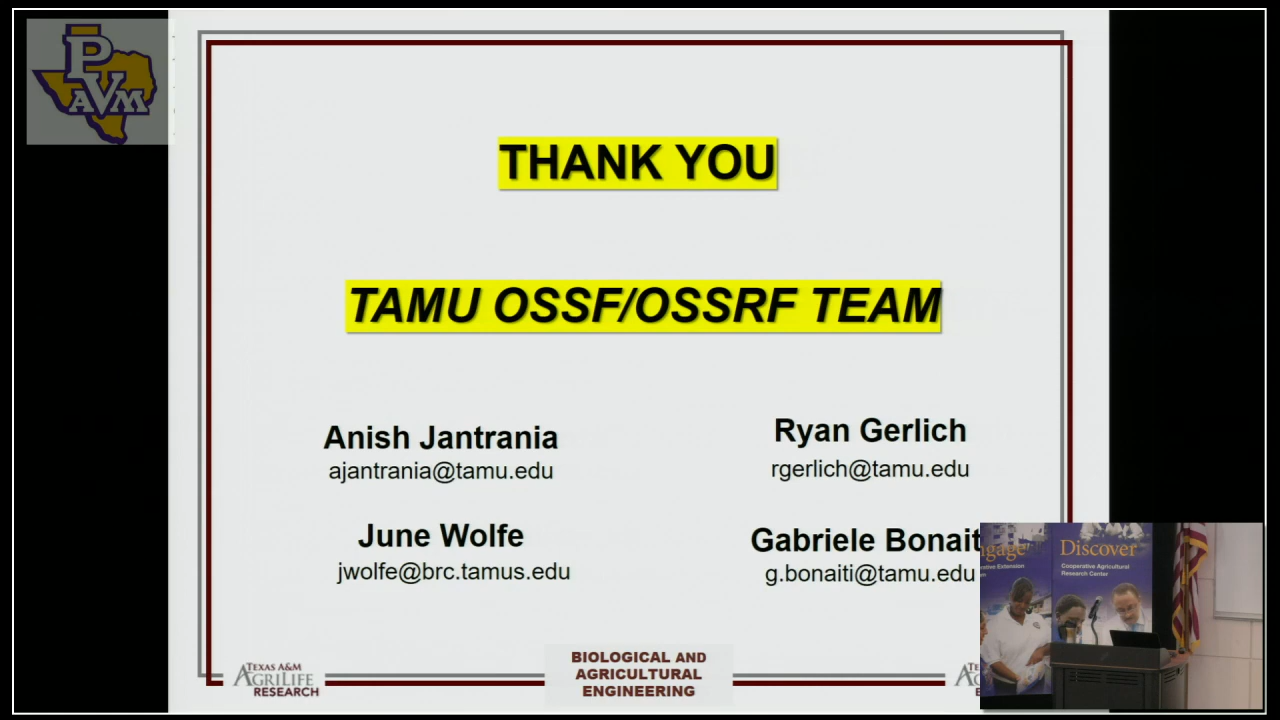 PVAM
THANK YOU
TAMU OSSF/OSSRF TEAM
Anish Jantrania
ajantrania@tamu.edu
Ryan Gerlich
rgerlich@tamu.edu
June Wolfe
jwolfe@brc.tamus.edu
Gabriele Bonait
g.bonaiti@tamu.edu
TEXAS A&M
AGRILIFE
RESEARCH
BIOLOGICAL AND
AGRICULTURAL
ENGINEERING
Discover
Cooperative Agricultural
Research Center